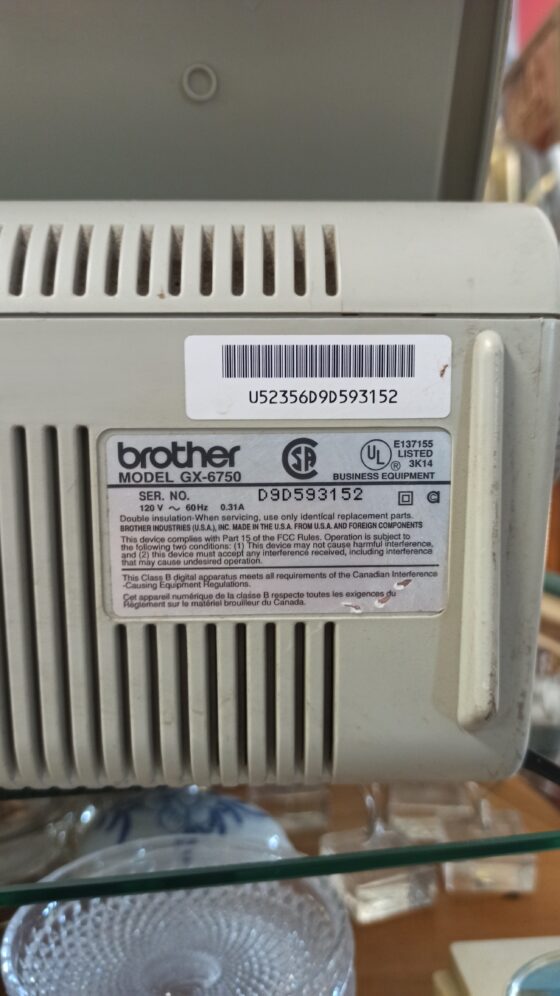 U52356D9D593152
brother
MODEL GX-6750
CSA
UL
®
E137155
LISTED
3K14
BUSINESS EQUIPMENT
SER. NO. D9D593152
120 V ～ 60Hz 0.31A
Double insulation-When servicing, use only identical replacement parts.
BROTHER INDUSTRIES (U.S.A.), INC. MADE IN THE U.S.A. FROM U.S.A. AND FOREIGN COMPONENTS
This device complies with Part 15 of the FCC Rules. Operation is subject to
the following two conditions: (1) This device may not cause harmful interference,
and (2) this device must accept any interference received, including interference
that may cause undesired operation.
This Class B digital apparatus meets all requirements of the Canadian Interference
-Causing Equipment Regulations.
Cet appareil numérique de la classe B respecte toutes les exigences du
Règlement sur le matériel brouilleur du Canada.